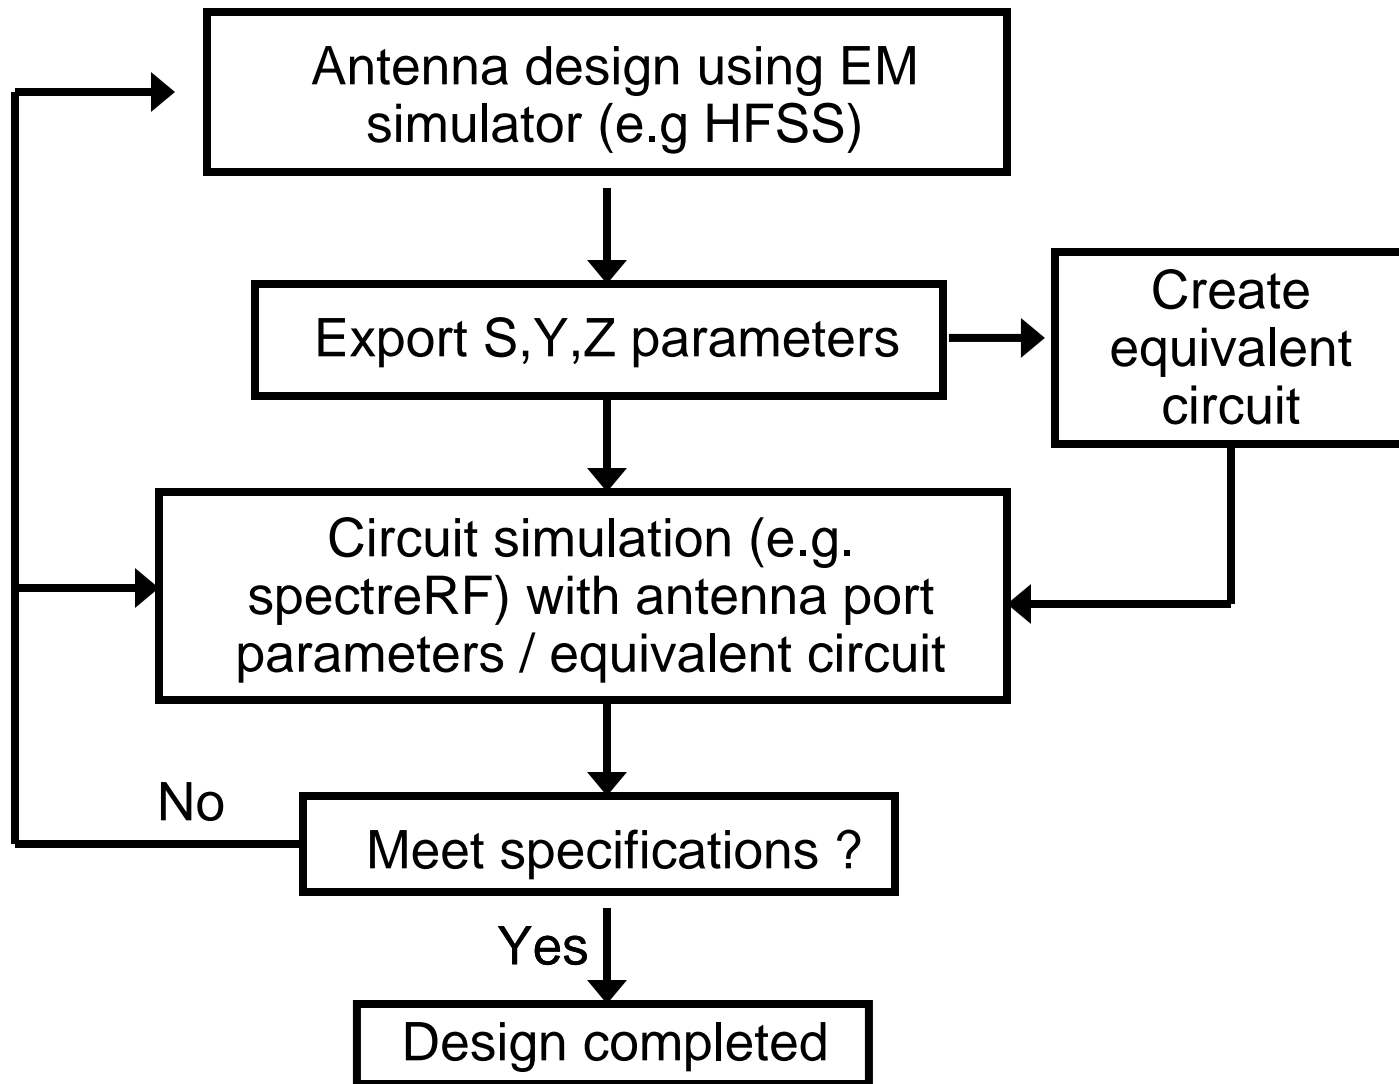 Antenna design using EM
simulator (e.g HFSS)
Export S,Y,Z parameters
Create
equivalent
circuit
Circuit simulation (e.g.
spectreRF) with antenna port
parameters / equivalent circuit
No
Meet specifications ?
Yes
Design completed